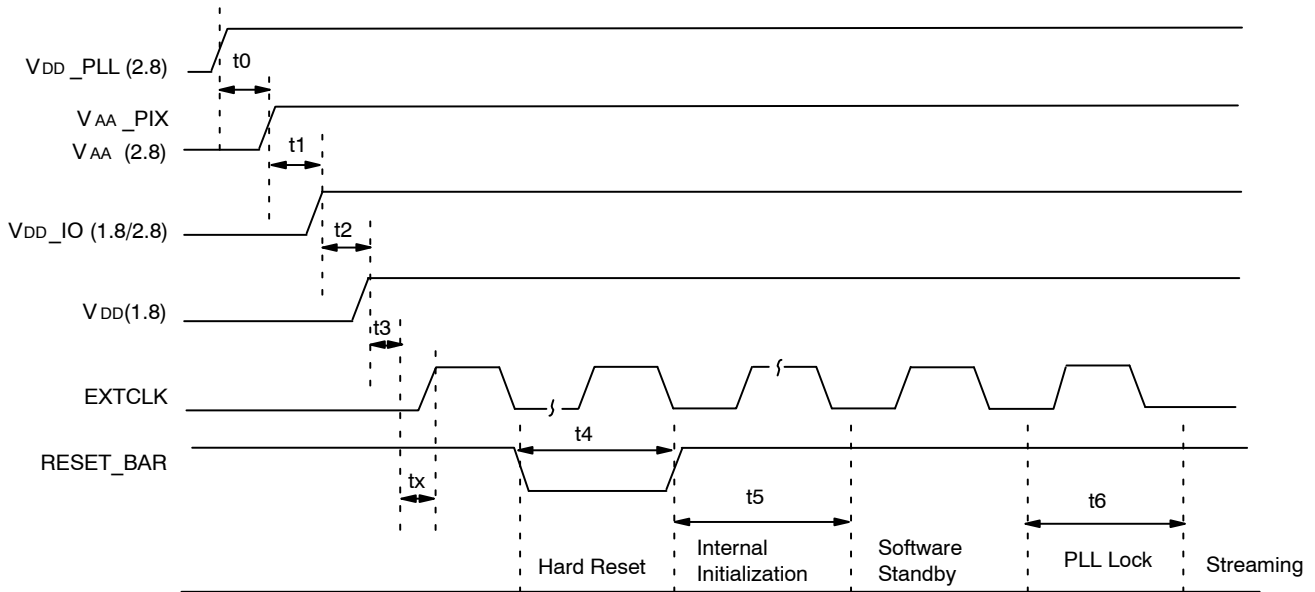 VDD_PLL (2.8)
t0
VAA_PIX
VAA (2.8)
t1
VDD_IO (1.8/2.8)
t2
VDD(1.8)
t3
EXTCLK
t4
RESET_BAR
tx
t5
t6
Hard Reset
Internal
Initialization
Software
Standby
PLL Lock
Streaming